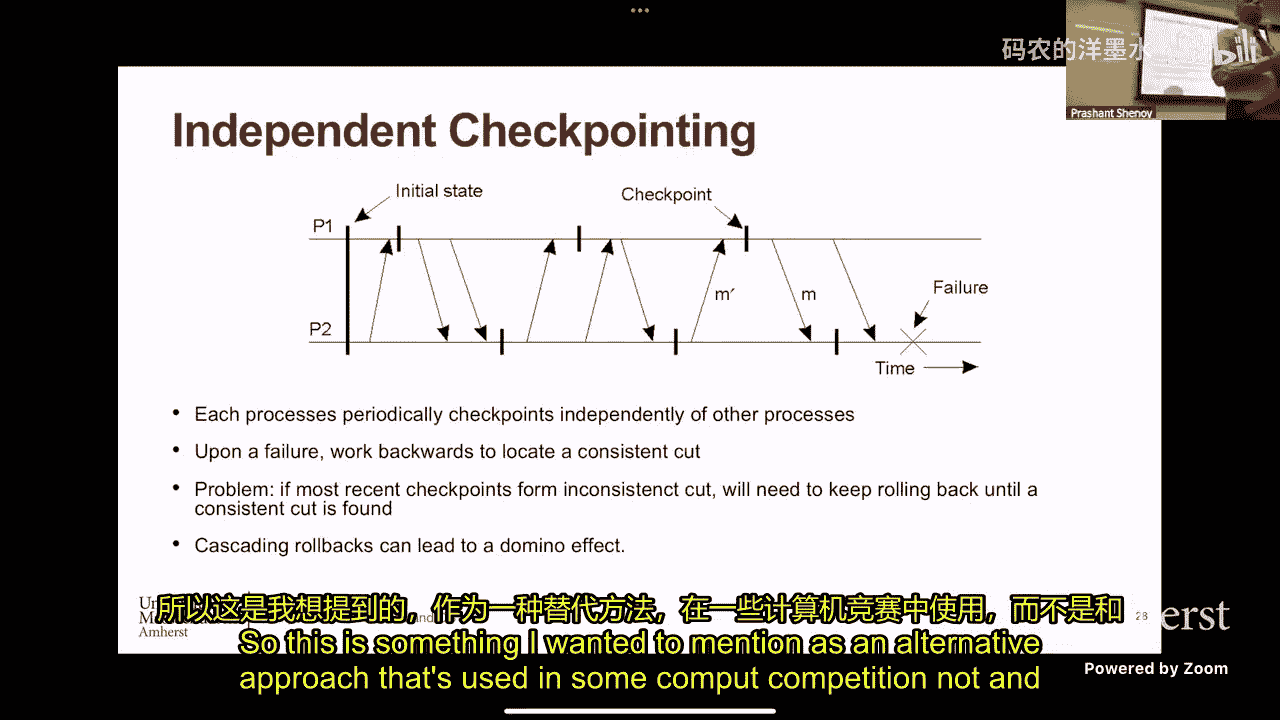 码农的洋墨水
bili
Prashant Shenoy
Independent Checkpointing
Initial state
Checkpoint
P1
m′
m
Failure
P2
Time
• Each processes periodically checkpoints independently of other processes
• Upon a failure, work backwards to locate a consistent cut
• Problem: if most recent checkpoints form inconsistenct cut, will need to keep rolling back until a
consistent cut is found
• Cascading rollbacks can lead to a domino effect.
Amherst
28
erst
所以这是我想提到的，作为一种替代方法，在一些计算机竞赛中使用，而不是和
So this is something I wanted to mention as an alternative
approach that's used in some comput competition not and
Powered by Zoom